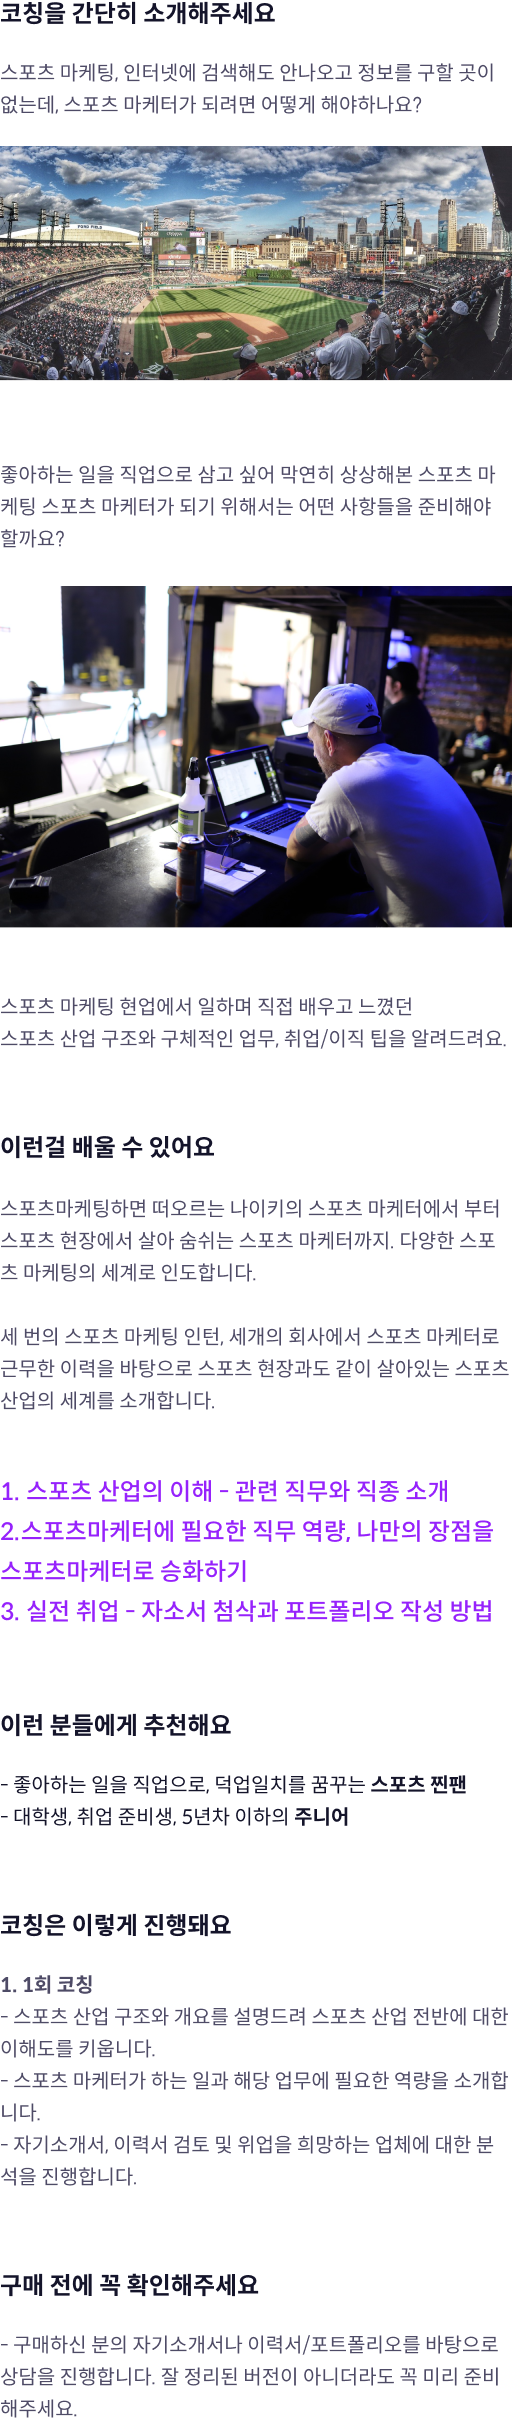 코칭을 간단히 소개해주세요
스포츠 마케팅, 인터넷에 검색해도 안나오고 정보를 구할 곳이
없는데, 스포츠 마케터가 되려면 어떻게 해야하나요?
FORD FIELD
좋아하는 일을 직업으로 삼고 싶어 막연히 상상해본 스포츠 마
케팅 스포츠 마케터가 되기 위해서는 어떤 사항들을 준비해야
할까요?
스포츠 마케팅 현업에서 일하며 직접 배우고 느꼈던
스포츠 산업 구조와 구체적인 업무, 취업/이직 팁을 알려드려요.
이런걸 배울 수 있어요
스포츠마케팅하면 떠오르는 나이키의 스포츠 마케터에서 부터
스포츠 현장에서 살아 숨쉬는 스포츠 마케터까지. 다양한 스포
츠 마케팅의 세계로 인도합니다.
세 번의 스포츠 마케팅 인턴, 세개의 회사에서 스포츠 마케터로
근무한 이력을 바탕으로 스포츠 현장과도 같이 살아있는 스포츠
산업의 세계를 소개합니다.
1. 스포츠 산업의 이해 - 관련 직무와 직종 소개
2.스포츠마케터에 필요한 직무 역량, 나만의 장점을
스포츠마케터로 승화하기
3. 실전 취업 - 자소서 첨삭과 포트폴리오 작성 방법
이런 분들에게 추천해요
- 좋아하는 일을 직업으로, 덕업일치를 꿈꾸는 스포츠 찐팬
- 대학생, 취업 준비생, 5년차 이하의 주니어
코칭은 이렇게 진행돼요
1. 1회 코칭
- 스포츠 산업 구조와 개요를 설명드려 스포츠 산업 전반에 대한
이해도를 키웁니다.
- 스포츠 마케터가 하는 일과 해당 업무에 필요한 역량을 소개합
니다.
- 자기소개서, 이력서 검토 및 위업을 희망하는 업체에 대한 분
석을 진행합니다.
구매 전에 꼭 확인해주세요
- 구매하신 분의 자기소개서나 이력서/포트폴리오를 바탕으로
상담을 진행합니다. 잘 정리된 버전이 아니더라도 꼭 미리 준비
해주세요.